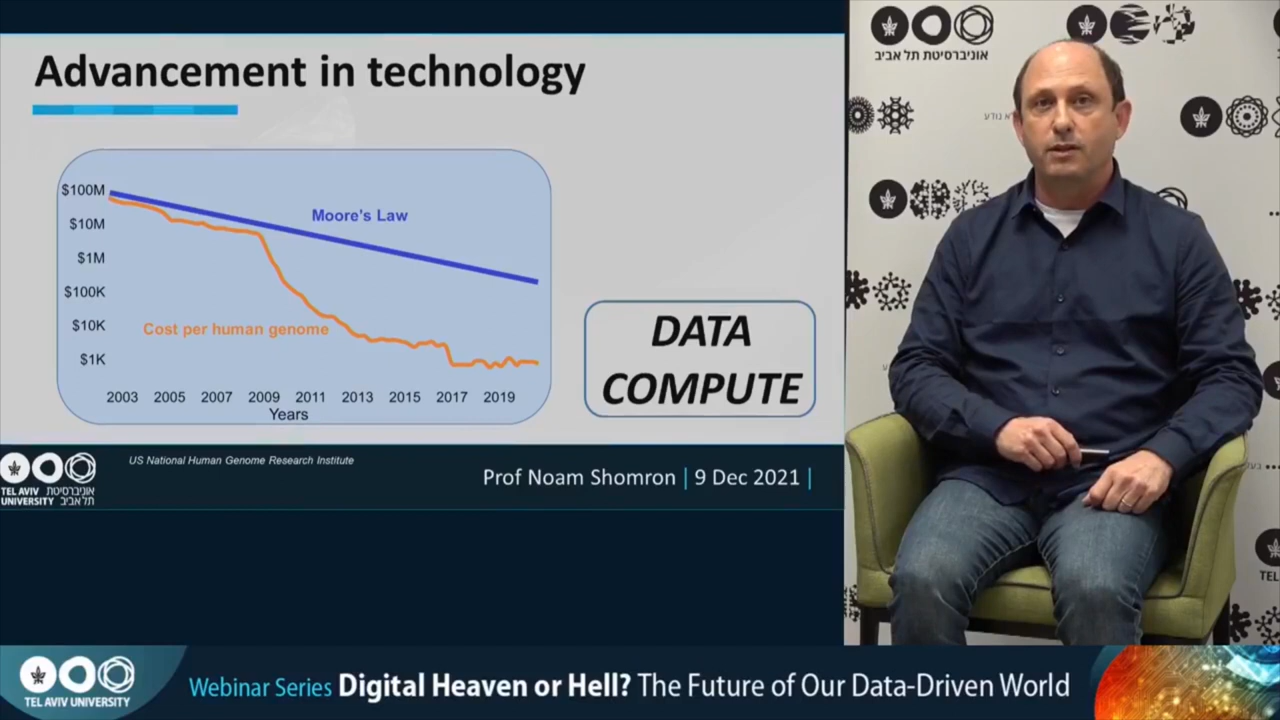 Advancement in technology
$100M
$10M
$1M
$100K
$10K
$1K
Moore's Law
Cost per human genome
2003 2005 2007 2009 2011 2013 2015 2017 2019
Years
DATA
COMPUTE
US National Human Genome Research Institute
Prof Noam Shomron | 9 Dec 2021 |
TEL AVIV אוניברסיטת
UNIVERSITY תל אביב
אוניברסיטת תל אביב
TEL
TEL AVIV UNIVERSITY
Webinar Series Digital Heaven or Hell? The Future of Our Data-Driven World